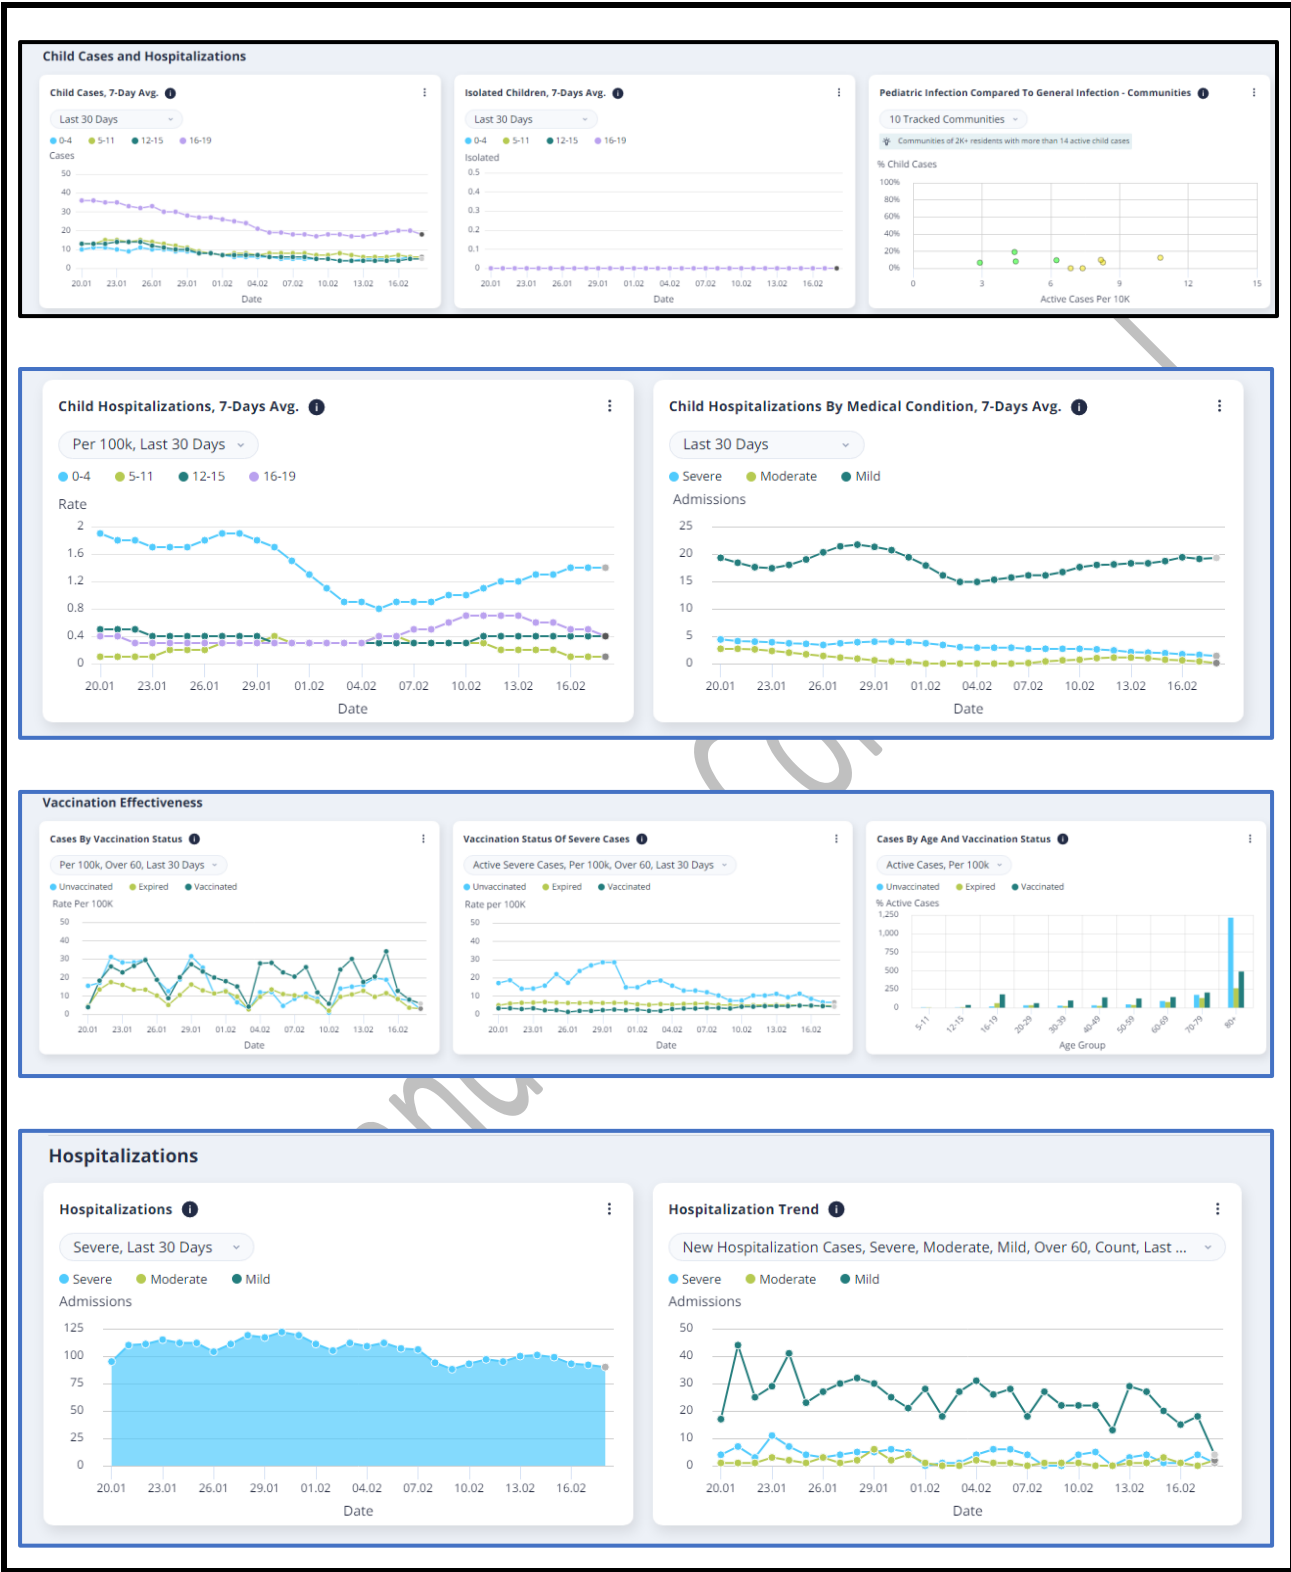 Child Cases and Hospitalizations
Child Cases, 7-Day Avg.
Last 30 Days
0-4 5-11 12-15 16-19
Cases
50
40
30
20
10
0
20.01 23.01 26.01 29.01 01.02 04.02 07.02 10.02 13.02 16.02
Date
Isolated Children, 7-Days Avg.
Last 30 Days
0-4 5-11 12-15 16-19
Isolated
0.5
0.4
0.3
0.2
0.1
0
20.01 23.01 26.01 29.01 01.02 04.02 07.02 10.02 13.02 16.02
Date
Pediatric Infection Compared To General Infection - Communities
10 Tracked Communities
Communities of 2K+ residents with more than 14 active child cases
% Child Cases
100%
80%
60%
40%
20%
0%
0 3 6 9 12 15
Active Cases Per 10K
Child Hospitalizations, 7-Days Avg.
Per 100k, Last 30 Days
0-4 5-11 12-15 16-19
Rate
2
1.6
1.2
0.8
0.4
0
20.01 23.01 26.01 29.01 01.02 04.02 07.02 10.02 13.02 16.02
Date
Child Hospitalizations By Medical Condition, 7-Days Avg.
Last 30 Days
Severe Moderate Mild
Admissions
25
20
15
10
5
0
20.01 23.01 26.01 29.01 01.02 04.02 07.02 10.02 13.02 16.02
Date
Vaccination Effectiveness
Cases By Vaccination Status
Per 100k, Over 60, Last 30 Days
Unvaccinated Expired Vaccinated
Rate Per 100K
50
40
30
20
10
0
20.01 23.01 26.01 29.01 01.02 04.02 07.02 10.02 13.02 16.02
Date
Vaccination Status Of Severe Cases
Active Severe Cases, Per 100k, Over 60, Last 30 Days
Unvaccinated Expired Vaccinated
Rate per 100K
50
40
30
20
10
0
20.01 23.01 26.01 29.01 01.02 04.02 07.02 10.02 13.02 16.02
Date
Cases By Age And Vaccination Status
Active Cases, Per 100k
Unvaccinated Expired Vaccinated
% Active Cases
1,250
1,000
750
500
250
0
5-11 12-15 16-19 20-29 30-39 40-49 50-59 60-69 70-79 80+
Age Group
Hospitalizations
Hospitalizations
Severe, Last 30 Days
Severe Moderate Mild
Admissions
125
100
75
50
25
0
20.01 23.01 26.01 29.01 01.02 04.02 07.02 10.02 13.02 16.02
Date
Hospitalization Trend
New Hospitalization Cases, Severe, Moderate, Mild, Over 60, Count, Last ...
Severe Moderate Mild
Admissions
50
40
30
20
10
0
20.01 23.01 26.01 29.01 01.02 04.02 07.02 10.02 13.02 16.02
Date